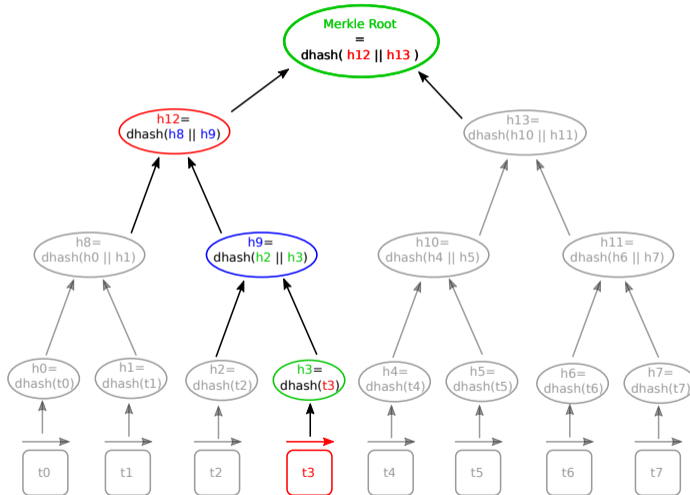 Merkle Root
=
dhash( h12 || h13 )
h12=
dhash(h8 || h9)
h13=
dhash(h10 || h11)
h8=
dhash(h0 || h1)
h9=
dhash(h2 || h3)
h10=
dhash(h4 || h5)
h11=
dhash(h6 || h7)
h0=
dhash(t0)
h1=
dhash(t1)
h2=
dhash(t2)
h3=
dhash(t3)
h4=
dhash(t4)
h5=
dhash(t5)
h6=
dhash(t6)
h7=
dhash(t7)
t0
t1
t2
t3
t4
t5
t6
t7